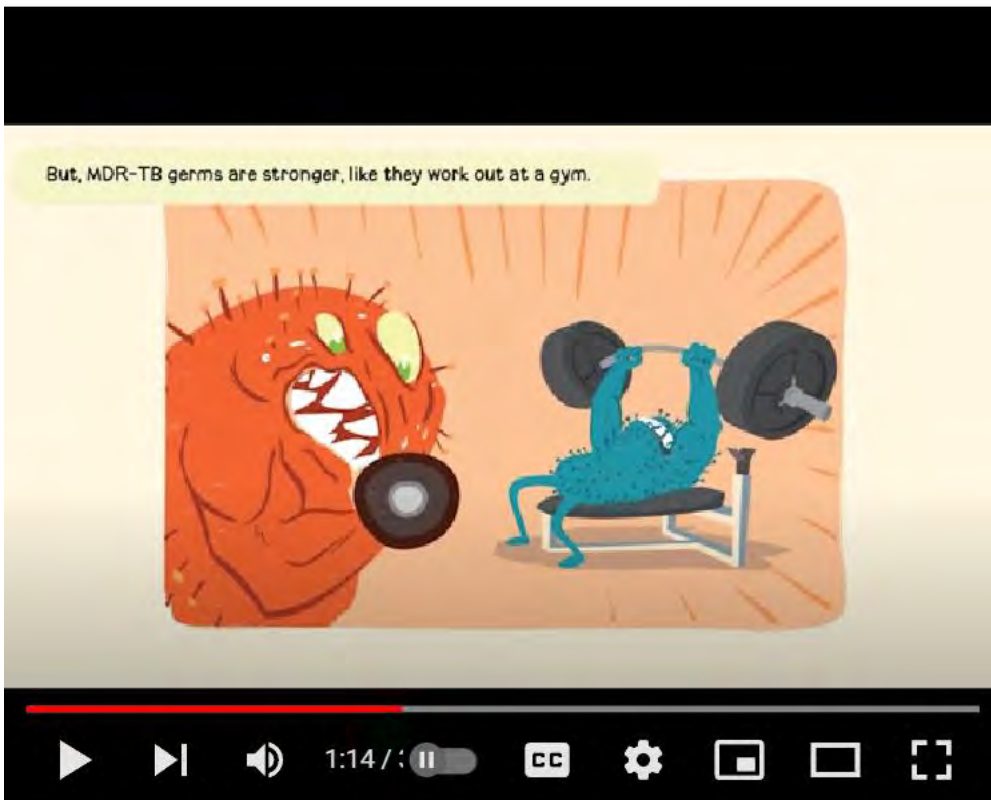 But, MDR-TB germs are stronger, like they work out at a gym.
1:14 /
CC